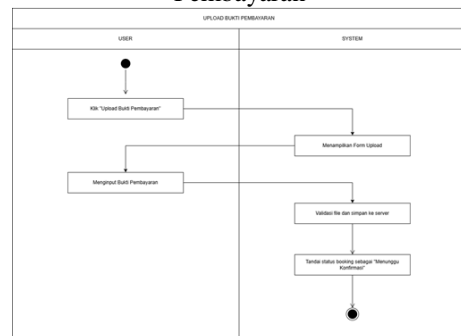 Pembayaran
UPLOAD BUKTI PEMBAYARAN
USER
SYSTEM
Klik "Upload Bukti Pembayaran"
Menampilkan Form Upload
Menginput Bukti Pembayaran
Validasi file dan simpan ke server
Tandai status booking sebagai "Menunggu
Konfirmasi"